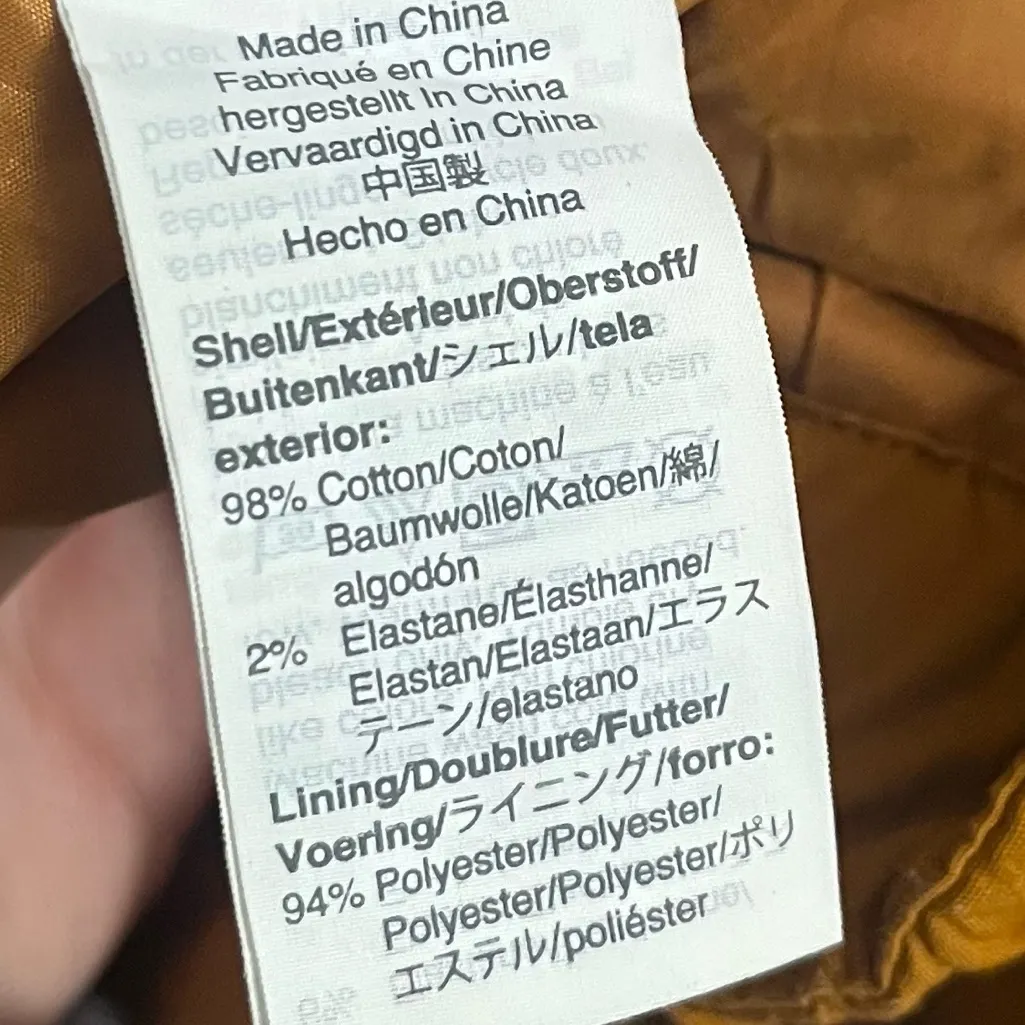 Made in China
Fabriqué en Chine
hergestellt In China
Vervaardigd in China
中国製
Hecho en China
Shell/Extérieur/Oberstoff/
Buitenkant/シェル/tela
exterior:
98% Cotton/Coton/
Baumwolle/Katoen/綿/
algodón
2% Elastane/Élasthanne/
Elastan/Elastaan/エラス
テーン/elastano
Lining/Doublure/Futter/
Voering/ライニング/forro:
94% Polyester/Polyester/
Polyester/Polyester/ポリ
エステル/poliéster